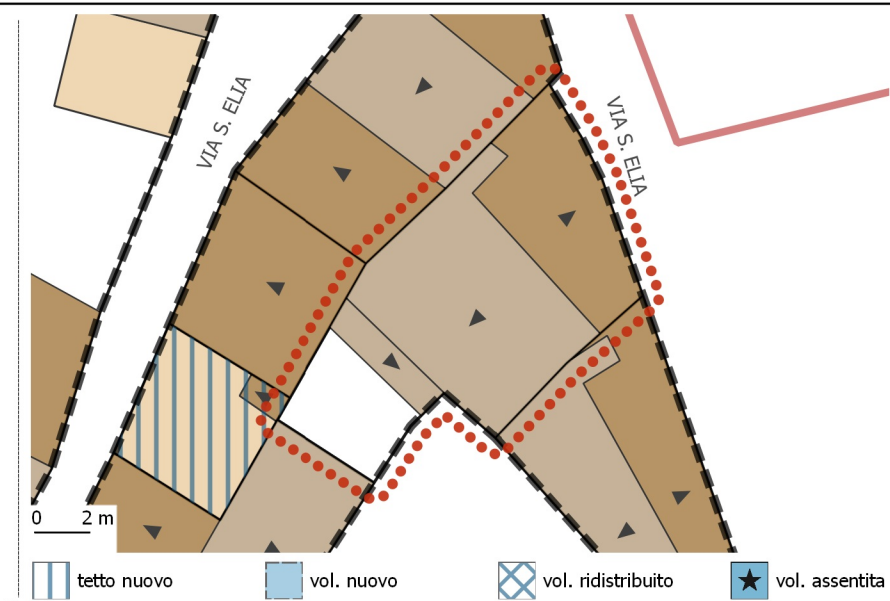 VIA S. ELIA
VIA S. ELIA
0 2 m
tetto nuovo
vol. nuovo
vol. ridistribuito
vol. assentita